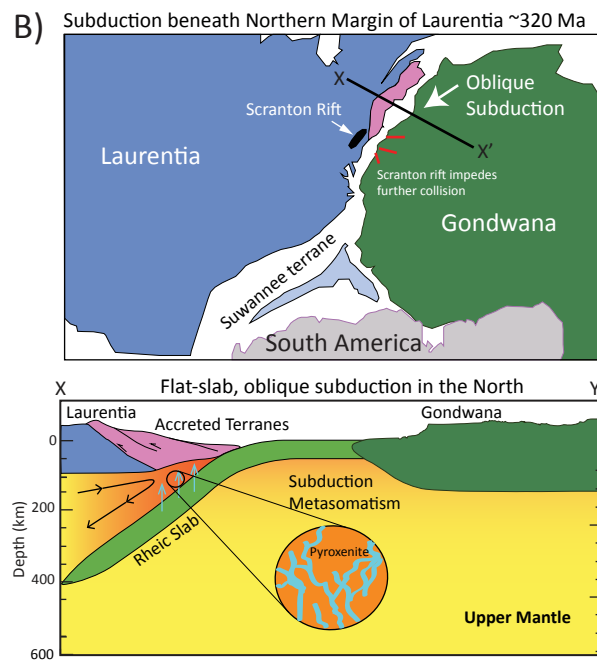 B)
Subduction beneath Northern Margin of Laurentia ~320 Ma
X
Oblique
Subduction
Scranton Rift
X'
Laurentia
Scranton rift impedes
further collision
Gondwana
Suwannee terrane
South America
X
Flat-slab, oblique subduction in the North
Y
Laurentia
Accreted Terranes
Gondwana
0
Subduction
Metasomatism
200
Depth (km)
Rheic Slab
Pyroxenite
400
Upper Mantle
600